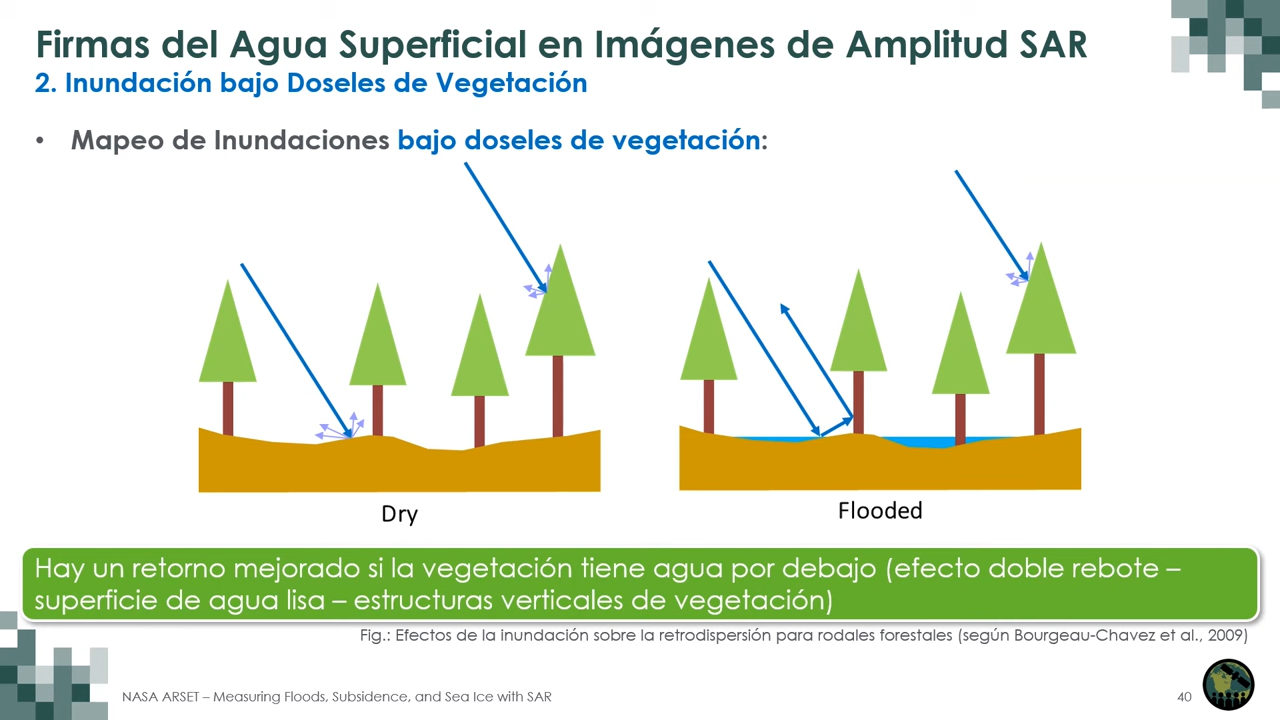 Firmas del Agua Superficial en Imágenes de Amplitud SAR
2. Inundación bajo Doseles de Vegetación
• Mapeo de Inundaciones bajo doseles de vegetación:
Dry
Flooded
Hay un retorno mejorado si la vegetación tiene agua por debajo (efecto doble rebote –
superficie de agua lisa – estructuras verticales de vegetación)
Fig.: Efectos de la inundación sobre la retrodispersión para rodales forestales (según Bourgeau-Chavez et al., 2009)
NASA ARSET – Measuring Floods, Subsidence, and Sea Ice with SAR
40